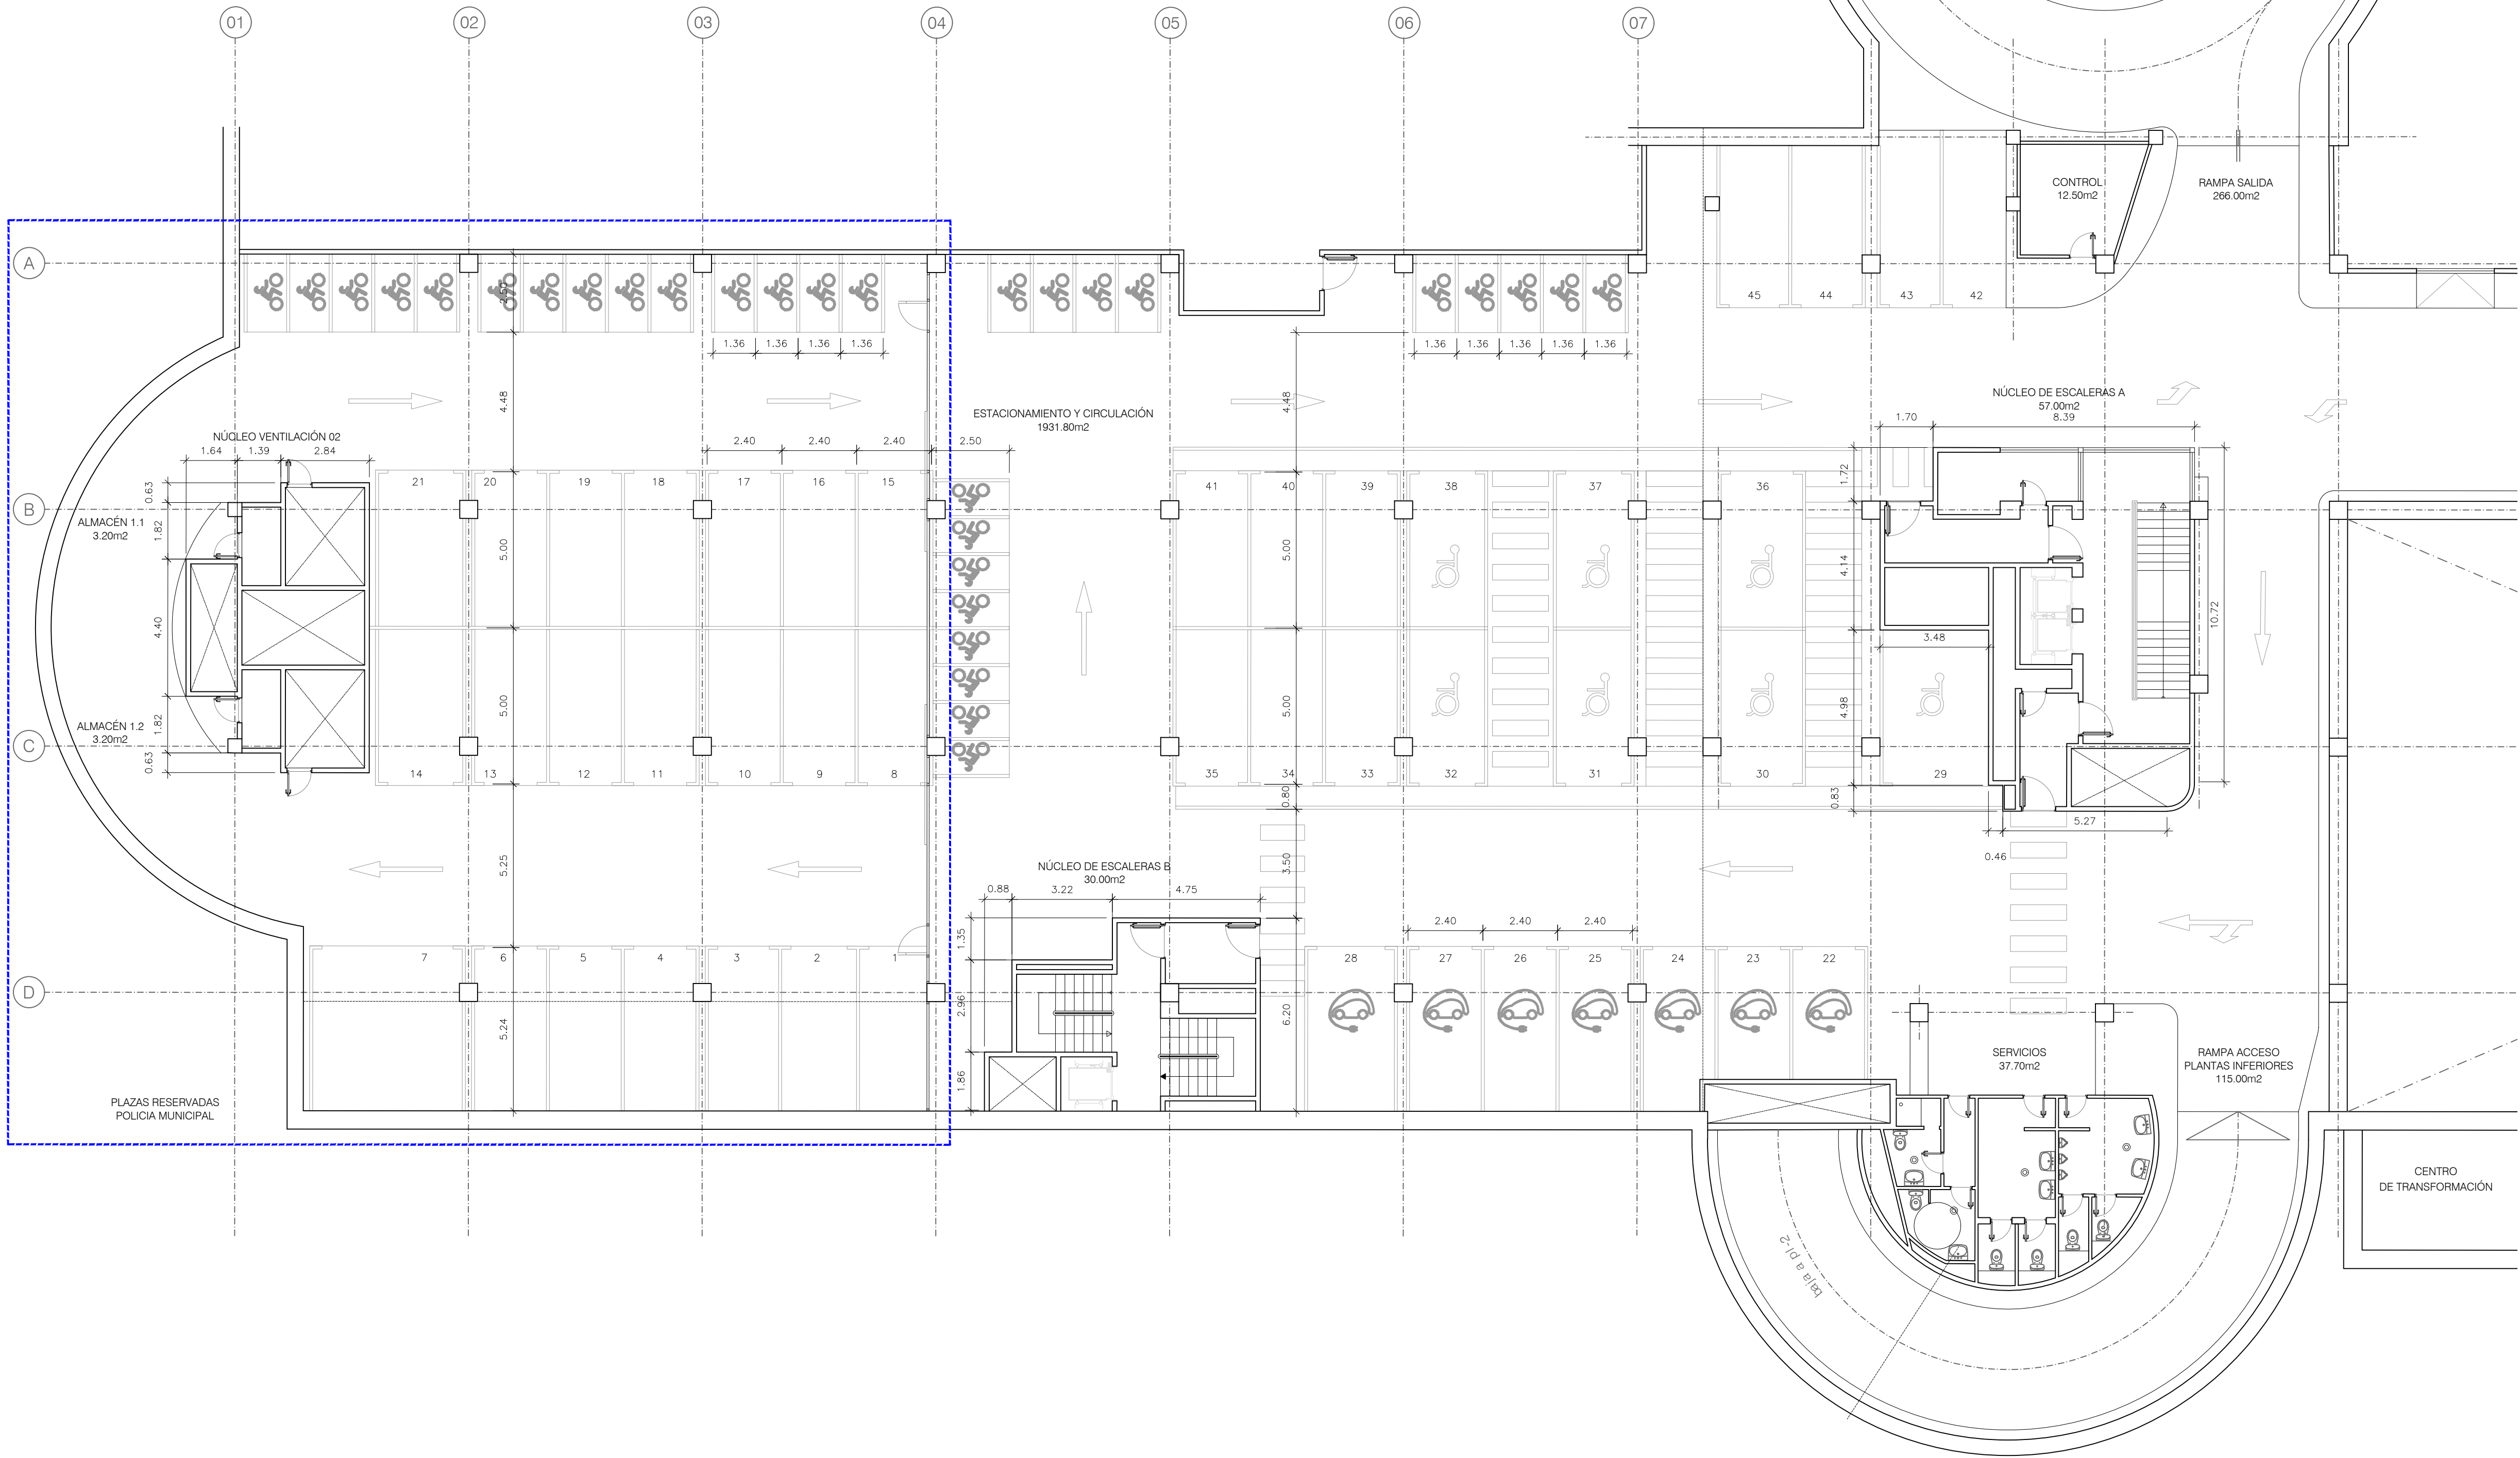 01 02 03 04 05 06 07
CONTROL
12.50m2
RAMPA SALIDA
266.00m2
A
2.50
45 44 43 42
1.36 1.36 1.36 1.36
1.36 1.36 1.36 1.36 1.36
4.48
4.48
ESTACIONAMIENTO Y CIRCULACIÓN
1931.80m2
NÚCLEO DE ESCALERAS A
57.00m2
1.70 8.39
NÚCLEO VENTILACIÓN 02
1.64 1.39 2.84
2.40 2.40 2.40 2.50
0.63
1.72
21 20 19 18 17 16 15
41 40 39 38 37 36
B
ALMACÉN 1.1
3.20m2
1.82
5.00
5.00
4.14
4.40
10.72
3.48
ALMACÉN 1.2
3.20m2
1.82
5.00
5.00
4.98
C
0.63
14 13 12 11 10 9 8
35 34 33 32 31 30 29
0.80
0.83
5.27
0.46
5.25
3.50
NÚCLEO DE ESCALERAS B
30.00m2
0.88 3.22 4.75
2.40 2.40 2.40
1.35
7 6 5 4 3 2 1
28 27 26 25 24 23 22
D
2.96
5.24
6.20
1.86
SERVICIOS
37.70m2
RAMPA ACCESO
PLANTAS INFERIORES
115.00m2
PLAZAS RESERVADAS
POLICIA MUNICIPAL
CENTRO
DE TRANSFORMACIÓN
baja a pl-2